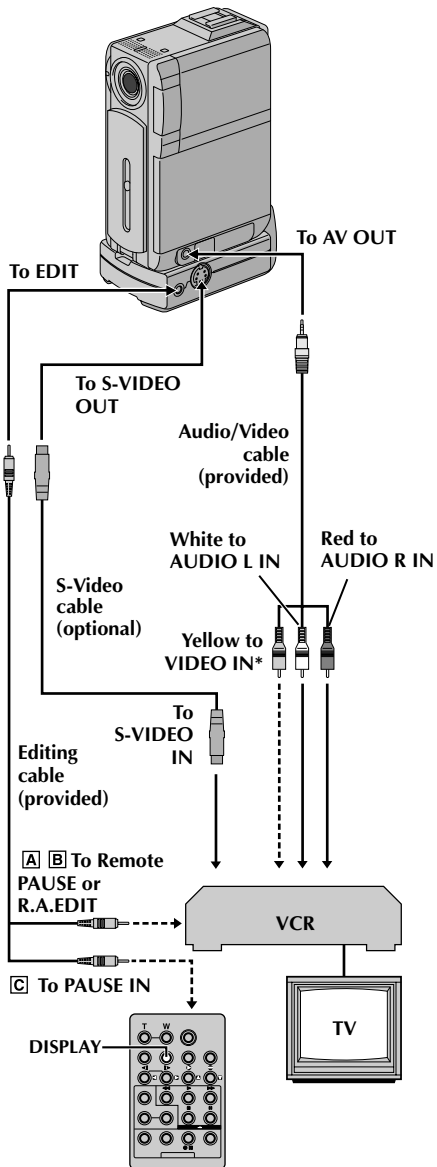 To AV OUT
To EDIT
To S-VIDEO
OUT
Audio/Video
cable
(provided)
White to
AUDIO L IN
Red to
AUDIO R IN
S-Video
cable
(optional)
Yellow to
VIDEO IN*
To
S-VIDEO
IN
Editing
cable
(provided)
A B To Remote
PAUSE or
R.A.EDIT
VCR
C To PAUSE IN
TV
T W
DISPLAY